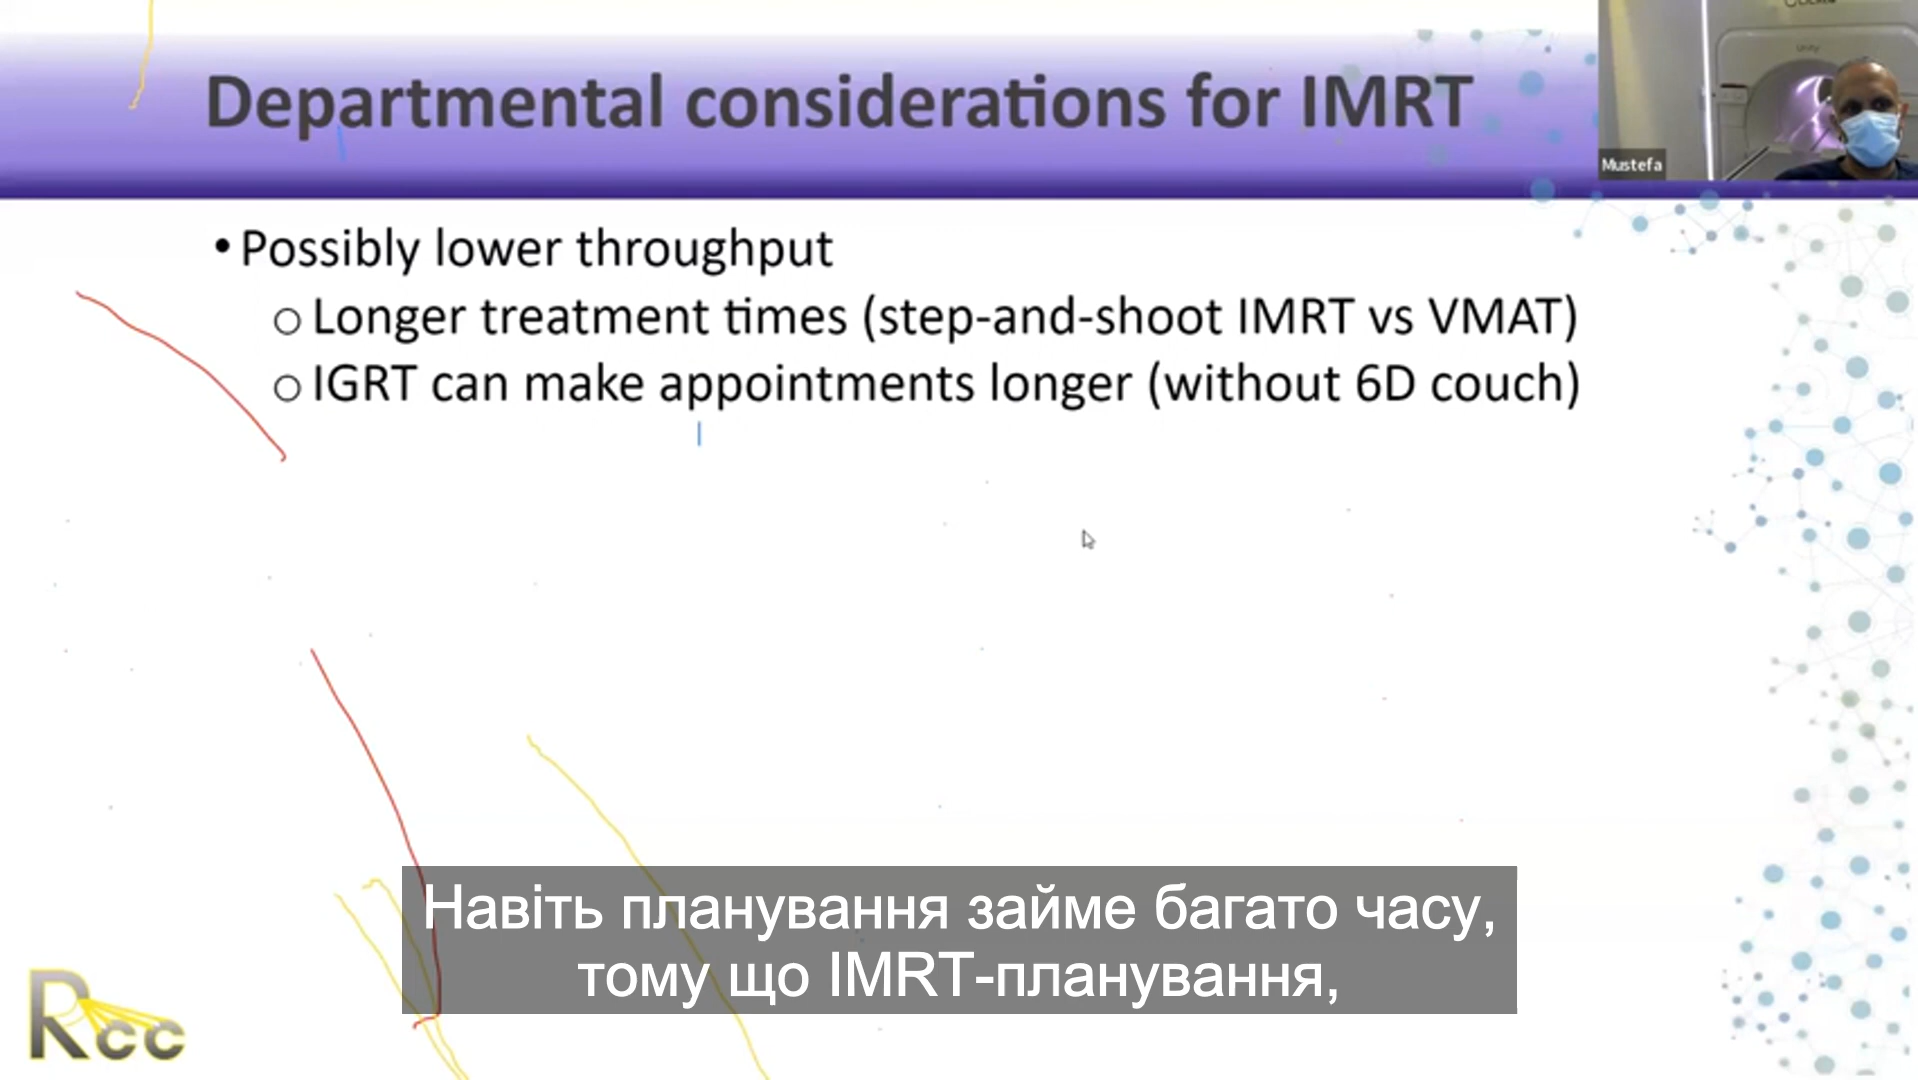 Departmental considerations for IMRT
Unity
Mustefa
• Possibly lower throughput
o Longer treatment times (step-and-shoot IMRT vs VMAT)
o IGRT can make appointments longer (without 6D couch)
Навіть планування займе багато часу,
тому що IMRT-планування,
Rcc